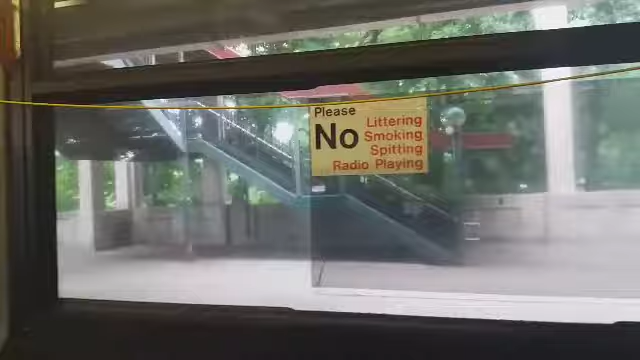 Please
No Littering
Smoking
Spitting
Radio Playing